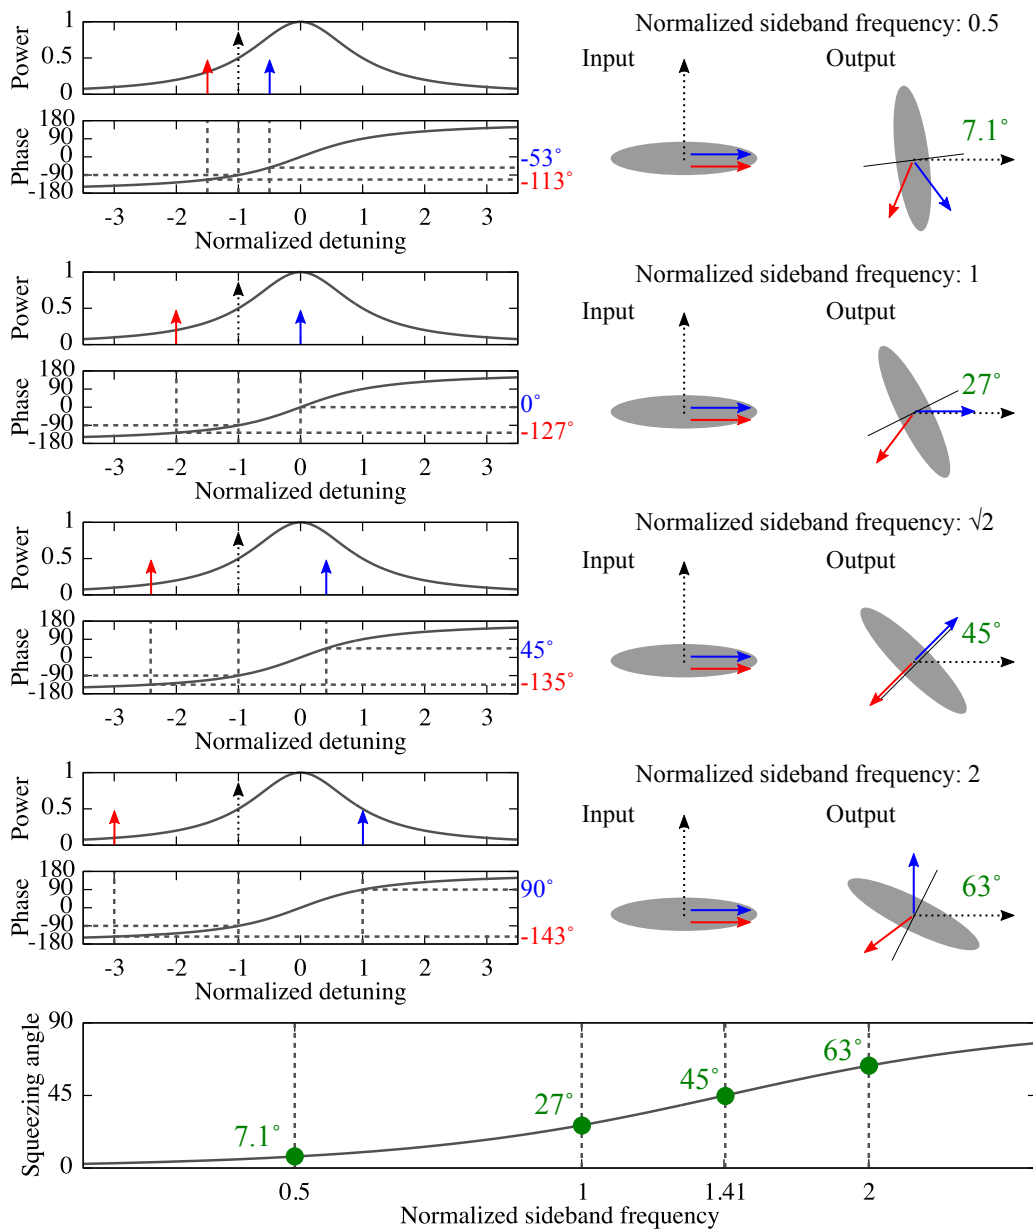 Normalized sideband frequency: 0.5
Power
1
0.5
0
Input
Output
7.1°
Phase
180
90
0
-90
-180
-53°
-113°
-3 -2 -1 0 1 2 3
Normalized detuning
Normalized sideband frequency: 1
Power
1
0.5
0
Input
Output
27°
Phase
180
90
0
-90
-180
0°
-127°
-3 -2 -1 0 1 2 3
Normalized detuning
Normalized sideband frequency: √2
Power
1
0.5
0
Input
Output
45°
Phase
180
90
0
-90
-180
45°
-135°
-3 -2 -1 0 1 2 3
Normalized detuning
Normalized sideband frequency: 2
Power
1
0.5
0
Input
Output
63°
Phase
180
90
0
-90
-180
90°
-143°
-3 -2 -1 0 1 2 3
Normalized detuning
Squeezing angle
90
45
0
7.1°
27°
45°
63°
0.5 1 1.41 2
Normalized sideband frequency